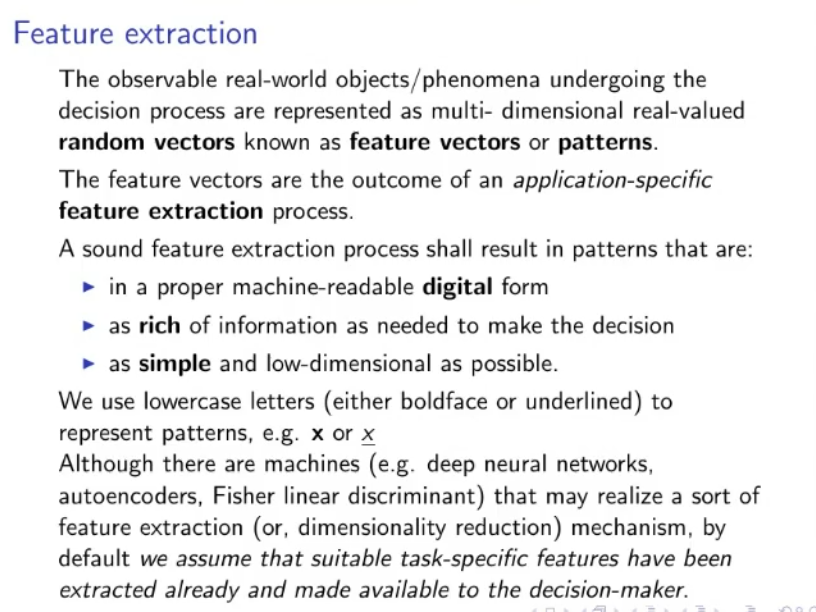 Feature extraction
The observable real-world objects/phenomena undergoing the
decision process are represented as multi- dimensional real-valued
random vectors known as feature vectors or patterns.
The feature vectors are the outcome of an application-specific
feature extraction process.
A sound feature extraction process shall result in patterns that are:
▶ in a proper machine-readable digital form
▶ as rich of information as needed to make the decision
▶ as simple and low-dimensional as possible.
We use lowercase letters (either boldface or underlined) to
represent patterns, e.g. x or x
Although there are machines (e.g. deep neural networks,
autoencoders, Fisher linear discriminant) that may realize a sort of
feature extraction (or, dimensionality reduction) mechanism, by
default we assume that suitable task-specific features have been
extracted already and made available to the decision-maker.